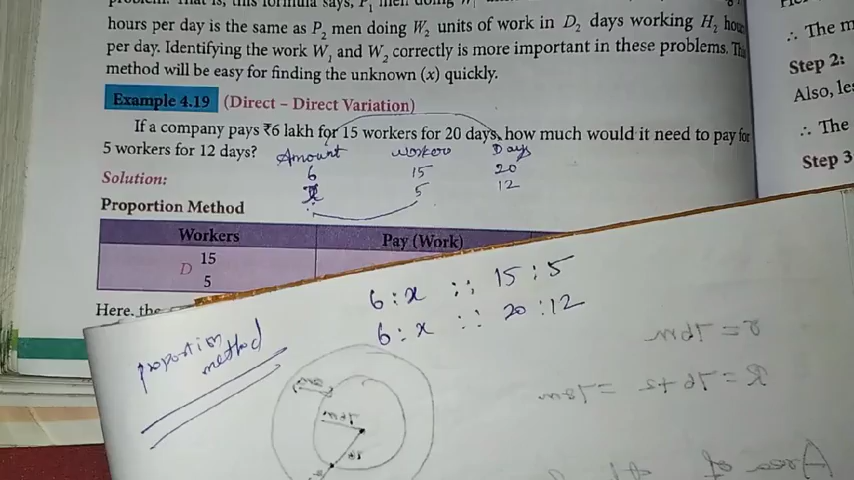 hours per day is the same as P₂ men doing W₂ units of work in D₂ days working H₂
per day. Identifying the work W₁ and W₂ correctly is more important in these problems.
method will be easy for finding the unknown (x) quickly.
Example 4.19 (Direct – Direct Variation)
If a company pays ₹6 lakh for 15 workers for 20 days, how much would it need to pay for
5 workers for 12 days?
Amount workers Days
6 15 20
x 5 12
Solution:
Proportion Method
Workers Pay (Work)
D 15
5
Here, the
6 : x :: 15 : 5
6 : x :: 20 : 12
proportion
method
∴ The m
Step 2:
Also, les
∴ The
Step 3